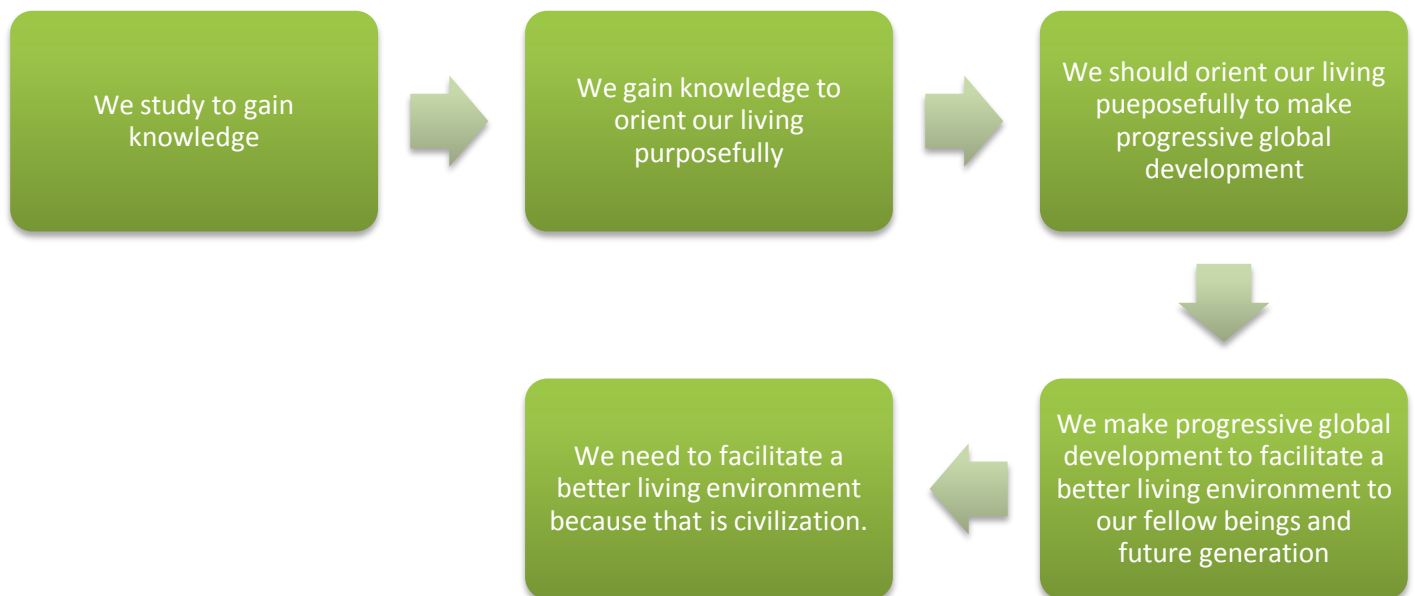 We study to gain
knowledge
We gain knowledge to
orient our living
purposefully
We should orient our living
pueposefully to make
progressive global
development
We make progressive global
development to facilitate a
better living environment to
our fellow beings and
future generation
We need to facilitate a
better living environment
because that is civilization.